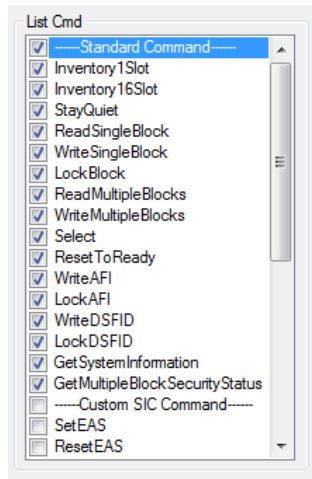 List Cmd
------Standard Command------
Inventory1Slot
Inventory16Slot
StayQuiet
ReadSingleBlock
WriteSingleBlock
LockBlock
ReadMultipleBlocks
WriteMultipleBlocks
Select
ResetToReady
WriteAFI
LockAFI
WriteDSFID
LockDSFID
GetSystemInformation
GetMultipleBlockSecurityStatus
------Custom SIC Command------
SetEAS
ResetEAS